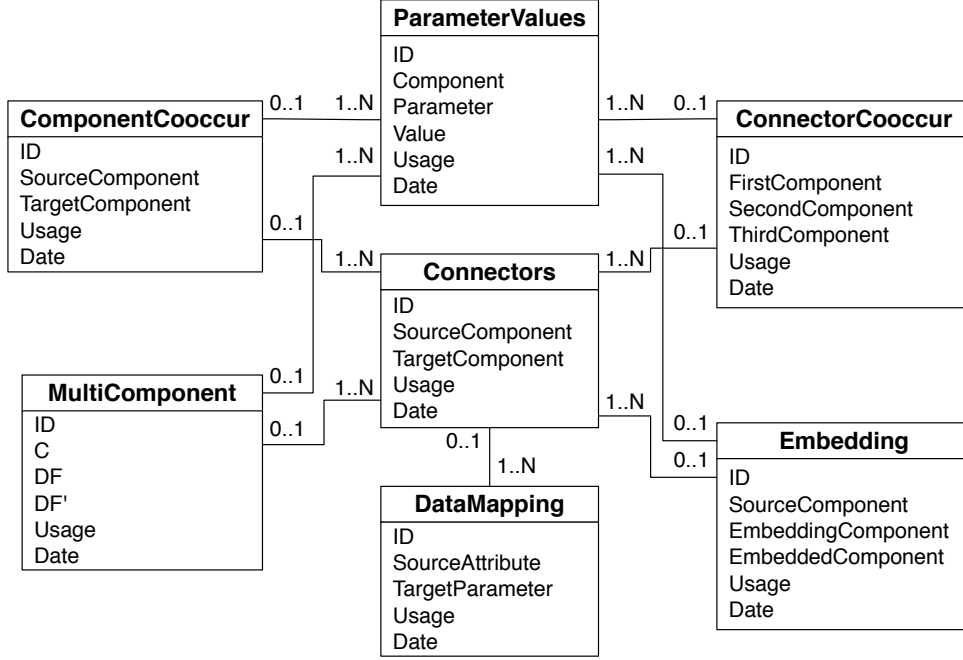 ParameterValues
ID
Component
Parameter
Value
Usage
Date
0..1
1..N
1..N
0..1
1..N
1..N
ComponentCooccur
ID
SourceComponent
TargetComponent
Usage
Date
ConnectorCooccur
ID
FirstComponent
SecondComponent
ThirdComponent
Usage
Date
0..1
1..N
1..N
0..1
Connectors
ID
SourceComponent
TargetComponent
Usage
Date
0..1
1..N
0..1
1..N
0..1
0..1
0..1
1..N
MultiComponent
ID
C
DF
DF'
Usage
Date
DataMapping
ID
SourceAttribute
TargetParameter
Usage
Date
Embedding
ID
SourceComponent
EmbeddingComponent
EmbeddedComponent
Usage
Date